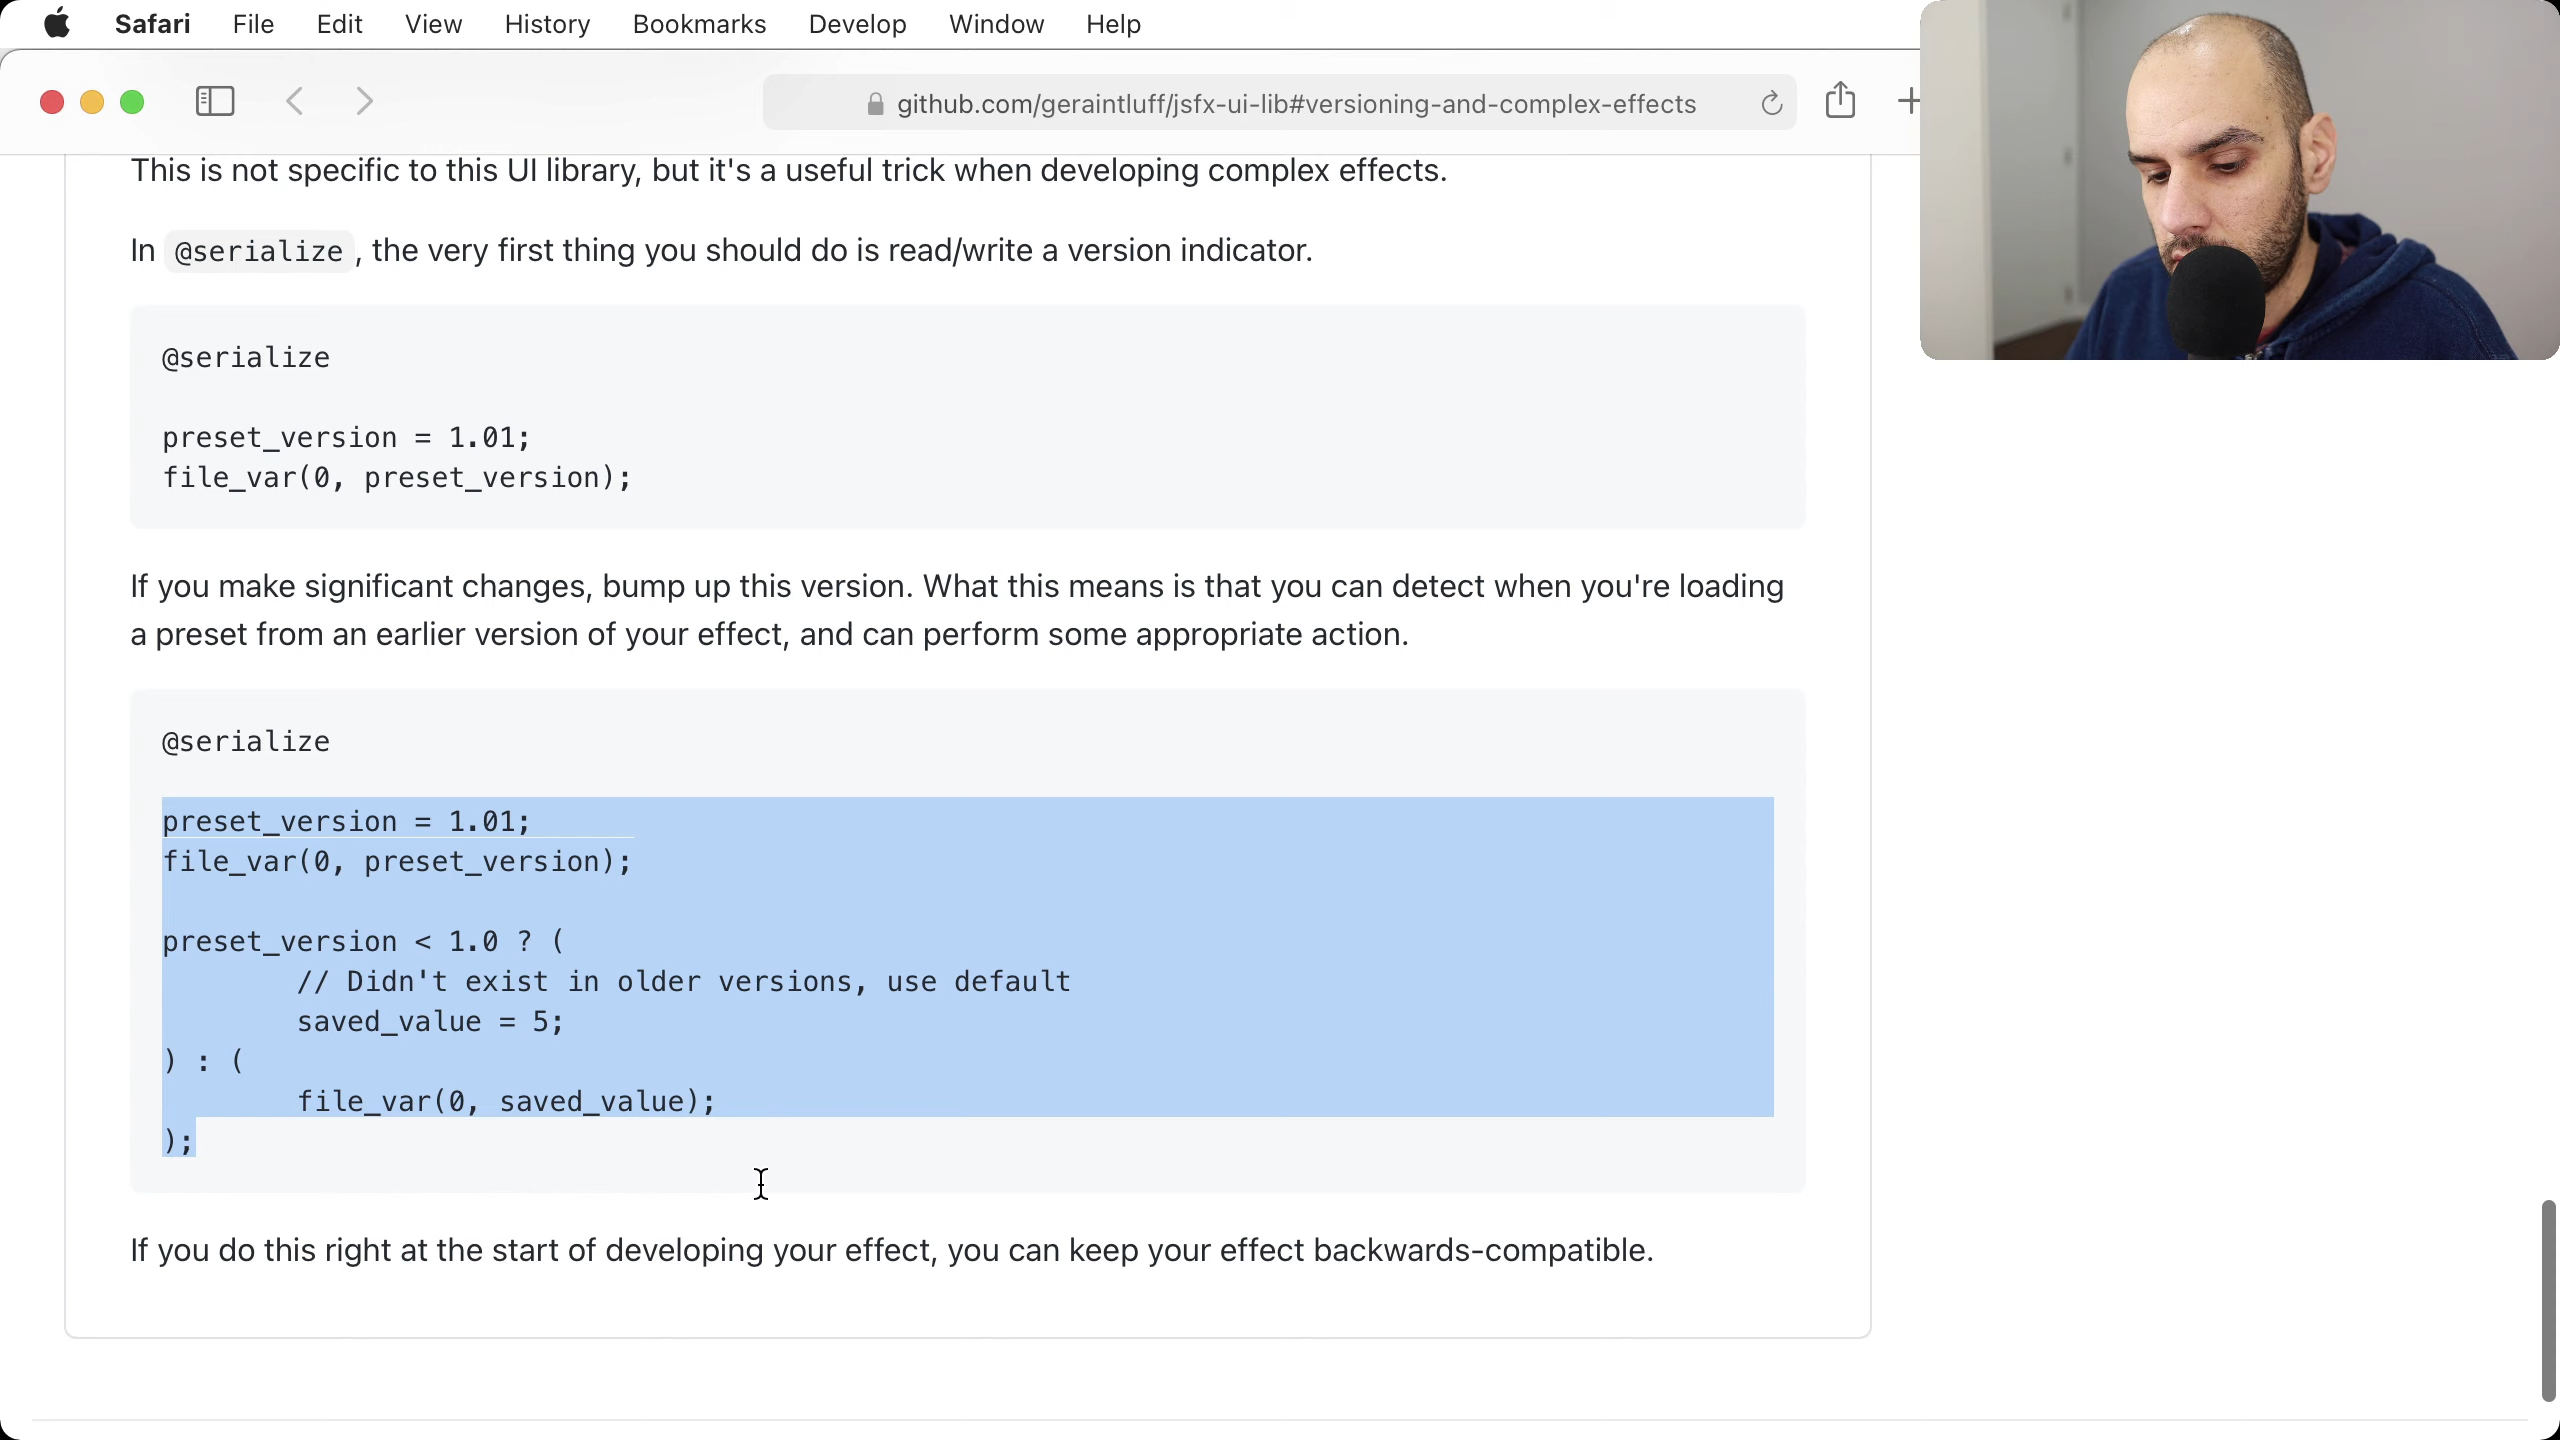 Safari File Edit View History Bookmarks Develop Window Help
github.com/geraintluff/jsfx-ui-lib#versioning-and-complex-effects
This is not specific to this UI library, but it's a useful trick when developing complex effects.
In @serialize, the very first thing you should do is read/write a version indicator.
@serialize
preset_version = 1.01;
file_var(0, preset_version);
If you make significant changes, bump up this version. What this means is that you can detect when you're loading
a preset from an earlier version of your effect, and can perform some appropriate action.
@serialize
preset_version = 1.01;
file_var(0, preset_version);
preset_version < 1.0 ? (
// Didn't exist in older versions, use default
saved_value = 5;
) : (
file_var(0, saved_value);
);
If you do this right at the start of developing your effect, you can keep your effect backwards-compatible.